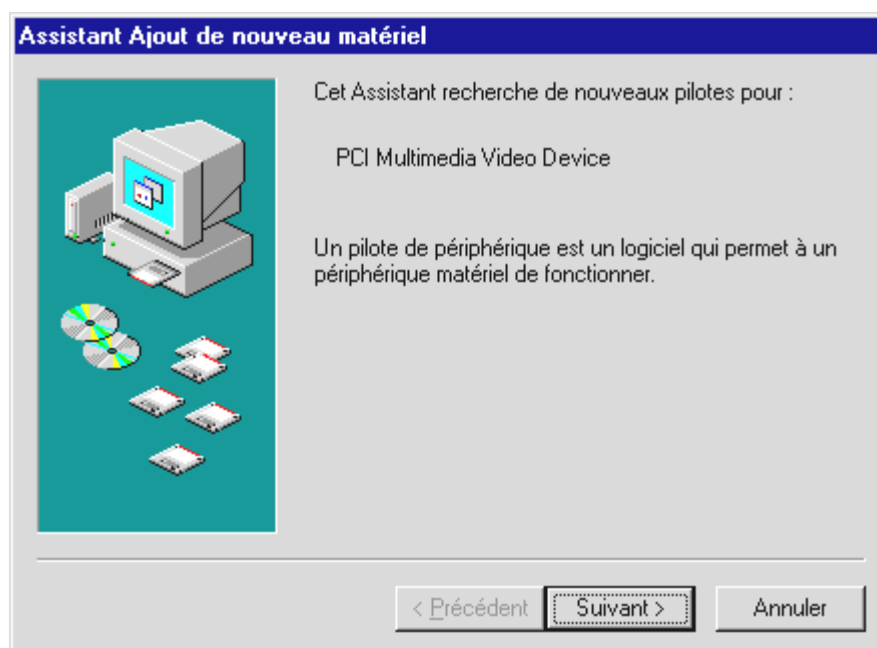 Assistant Ajout de nouveau matériel
Cet Assistant recherche de nouveaux pilotes pour :
PCI Multimedia Video Device
Un pilote de périphérique est un logiciel qui permet à un
périphérique matériel de fonctionner.
< Précédent
Suivant >
Annuler